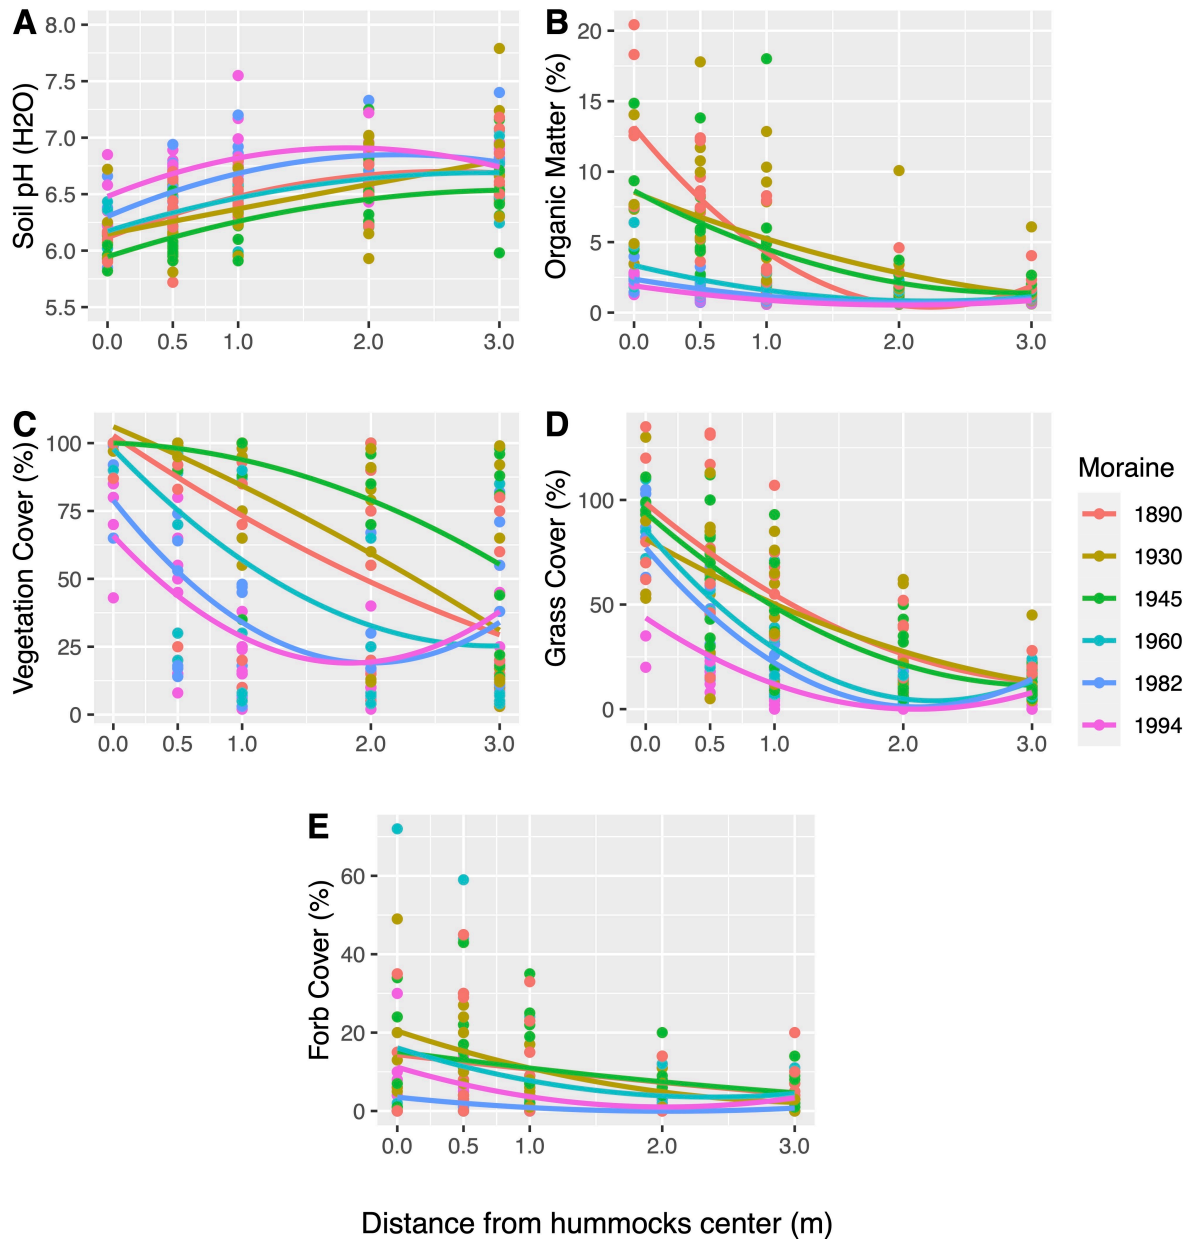 A
B
Soil pH (H2O)
8.0
7.5
7.0
6.5
6.0
5.5
0.0 0.5 1.0 2.0 3.0
Organic Matter (%)
20
15
10
5
0
0.0 0.5 1.0 2.0 3.0
C
D
Vegetation Cover (%)
100
75
50
25
0
0.0 0.5 1.0 2.0 3.0
Grass Cover (%)
100
50
0
0.0 0.5 1.0 2.0 3.0
Moraine
1890
1930
1945
1960
1982
1994
E
Forb Cover (%)
60
40
20
0
0.0 0.5 1.0 2.0 3.0
Distance from hummocks center (m)